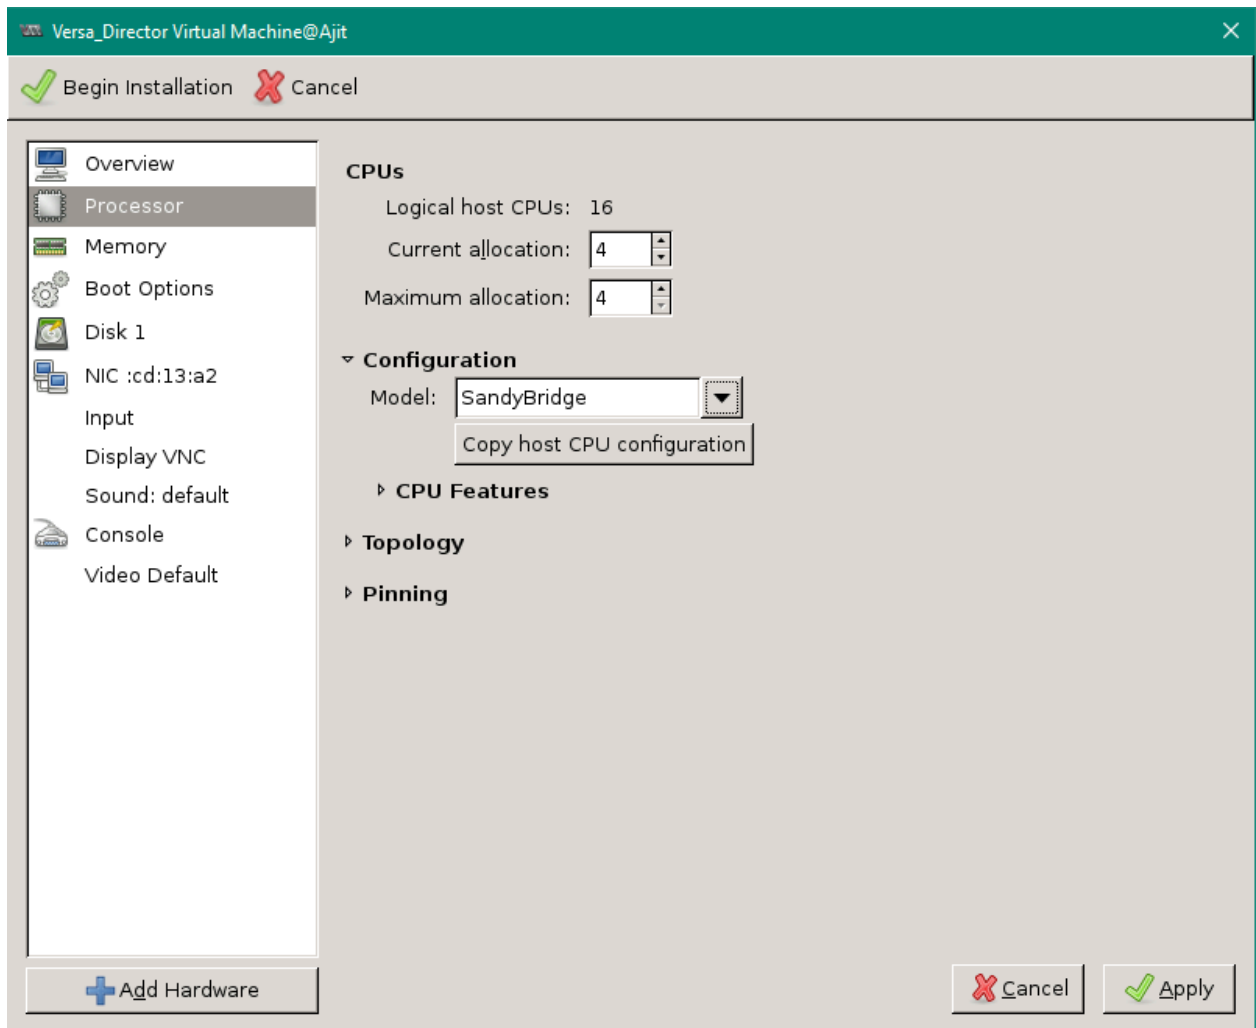 Versa_Director Virtual Machine@Ajit
Begin Installation Cancel
Overview
Processor
Memory
Boot Options
Disk 1
NIC :cd:13:a2
Input
Display VNC
Sound: default
Console
Video Default
Add Hardware
CPUs
Logical host CPUs: 16
Current allocation: 4
Maximum allocation: 4
Configuration
Model: SandyBridge
Copy host CPU configuration
CPU Features
Topology
Pinning
Cancel Apply